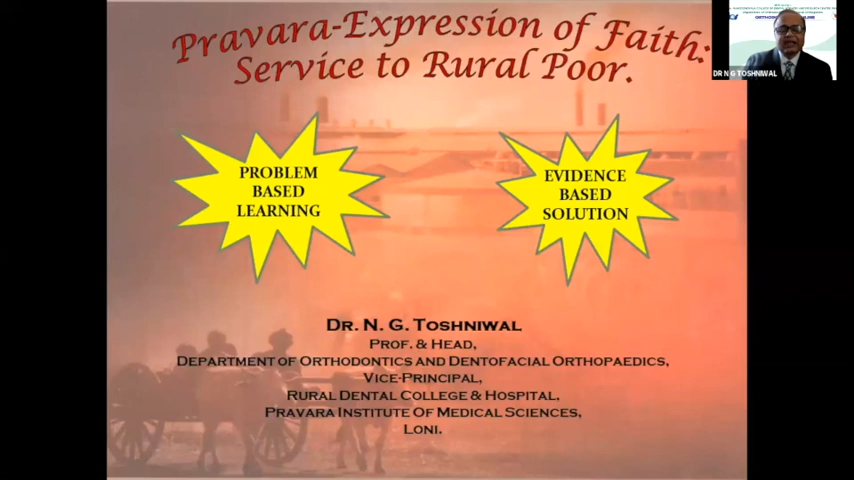 Pravara-Expression of Faith:
Service to Rural Poor.
PROBLEM
BASED
LEARNING
EVIDENCE
BASED
SOLUTION
DR. N. G. TOSHNIWAL
PROF. & HEAD,
DEPARTMENT OF ORTHODONTICS AND DENTOFACIAL ORTHOPAEDICS,
VICE-PRINCIPAL,
RURAL DENTAL COLLEGE & HOSPITAL,
PRAVARA INSTITUTE OF MEDICAL SCIENCES,
LONI.
DR N G TOSHNIWAL